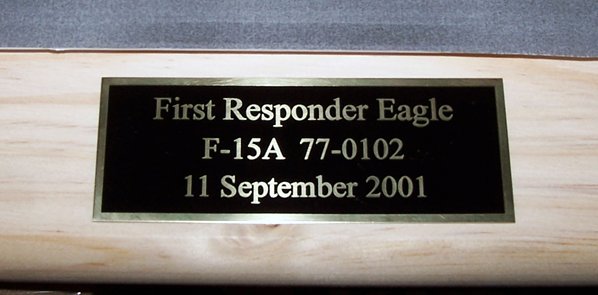 First Responder Eagle
F-15A 77-0102
11 September 2001